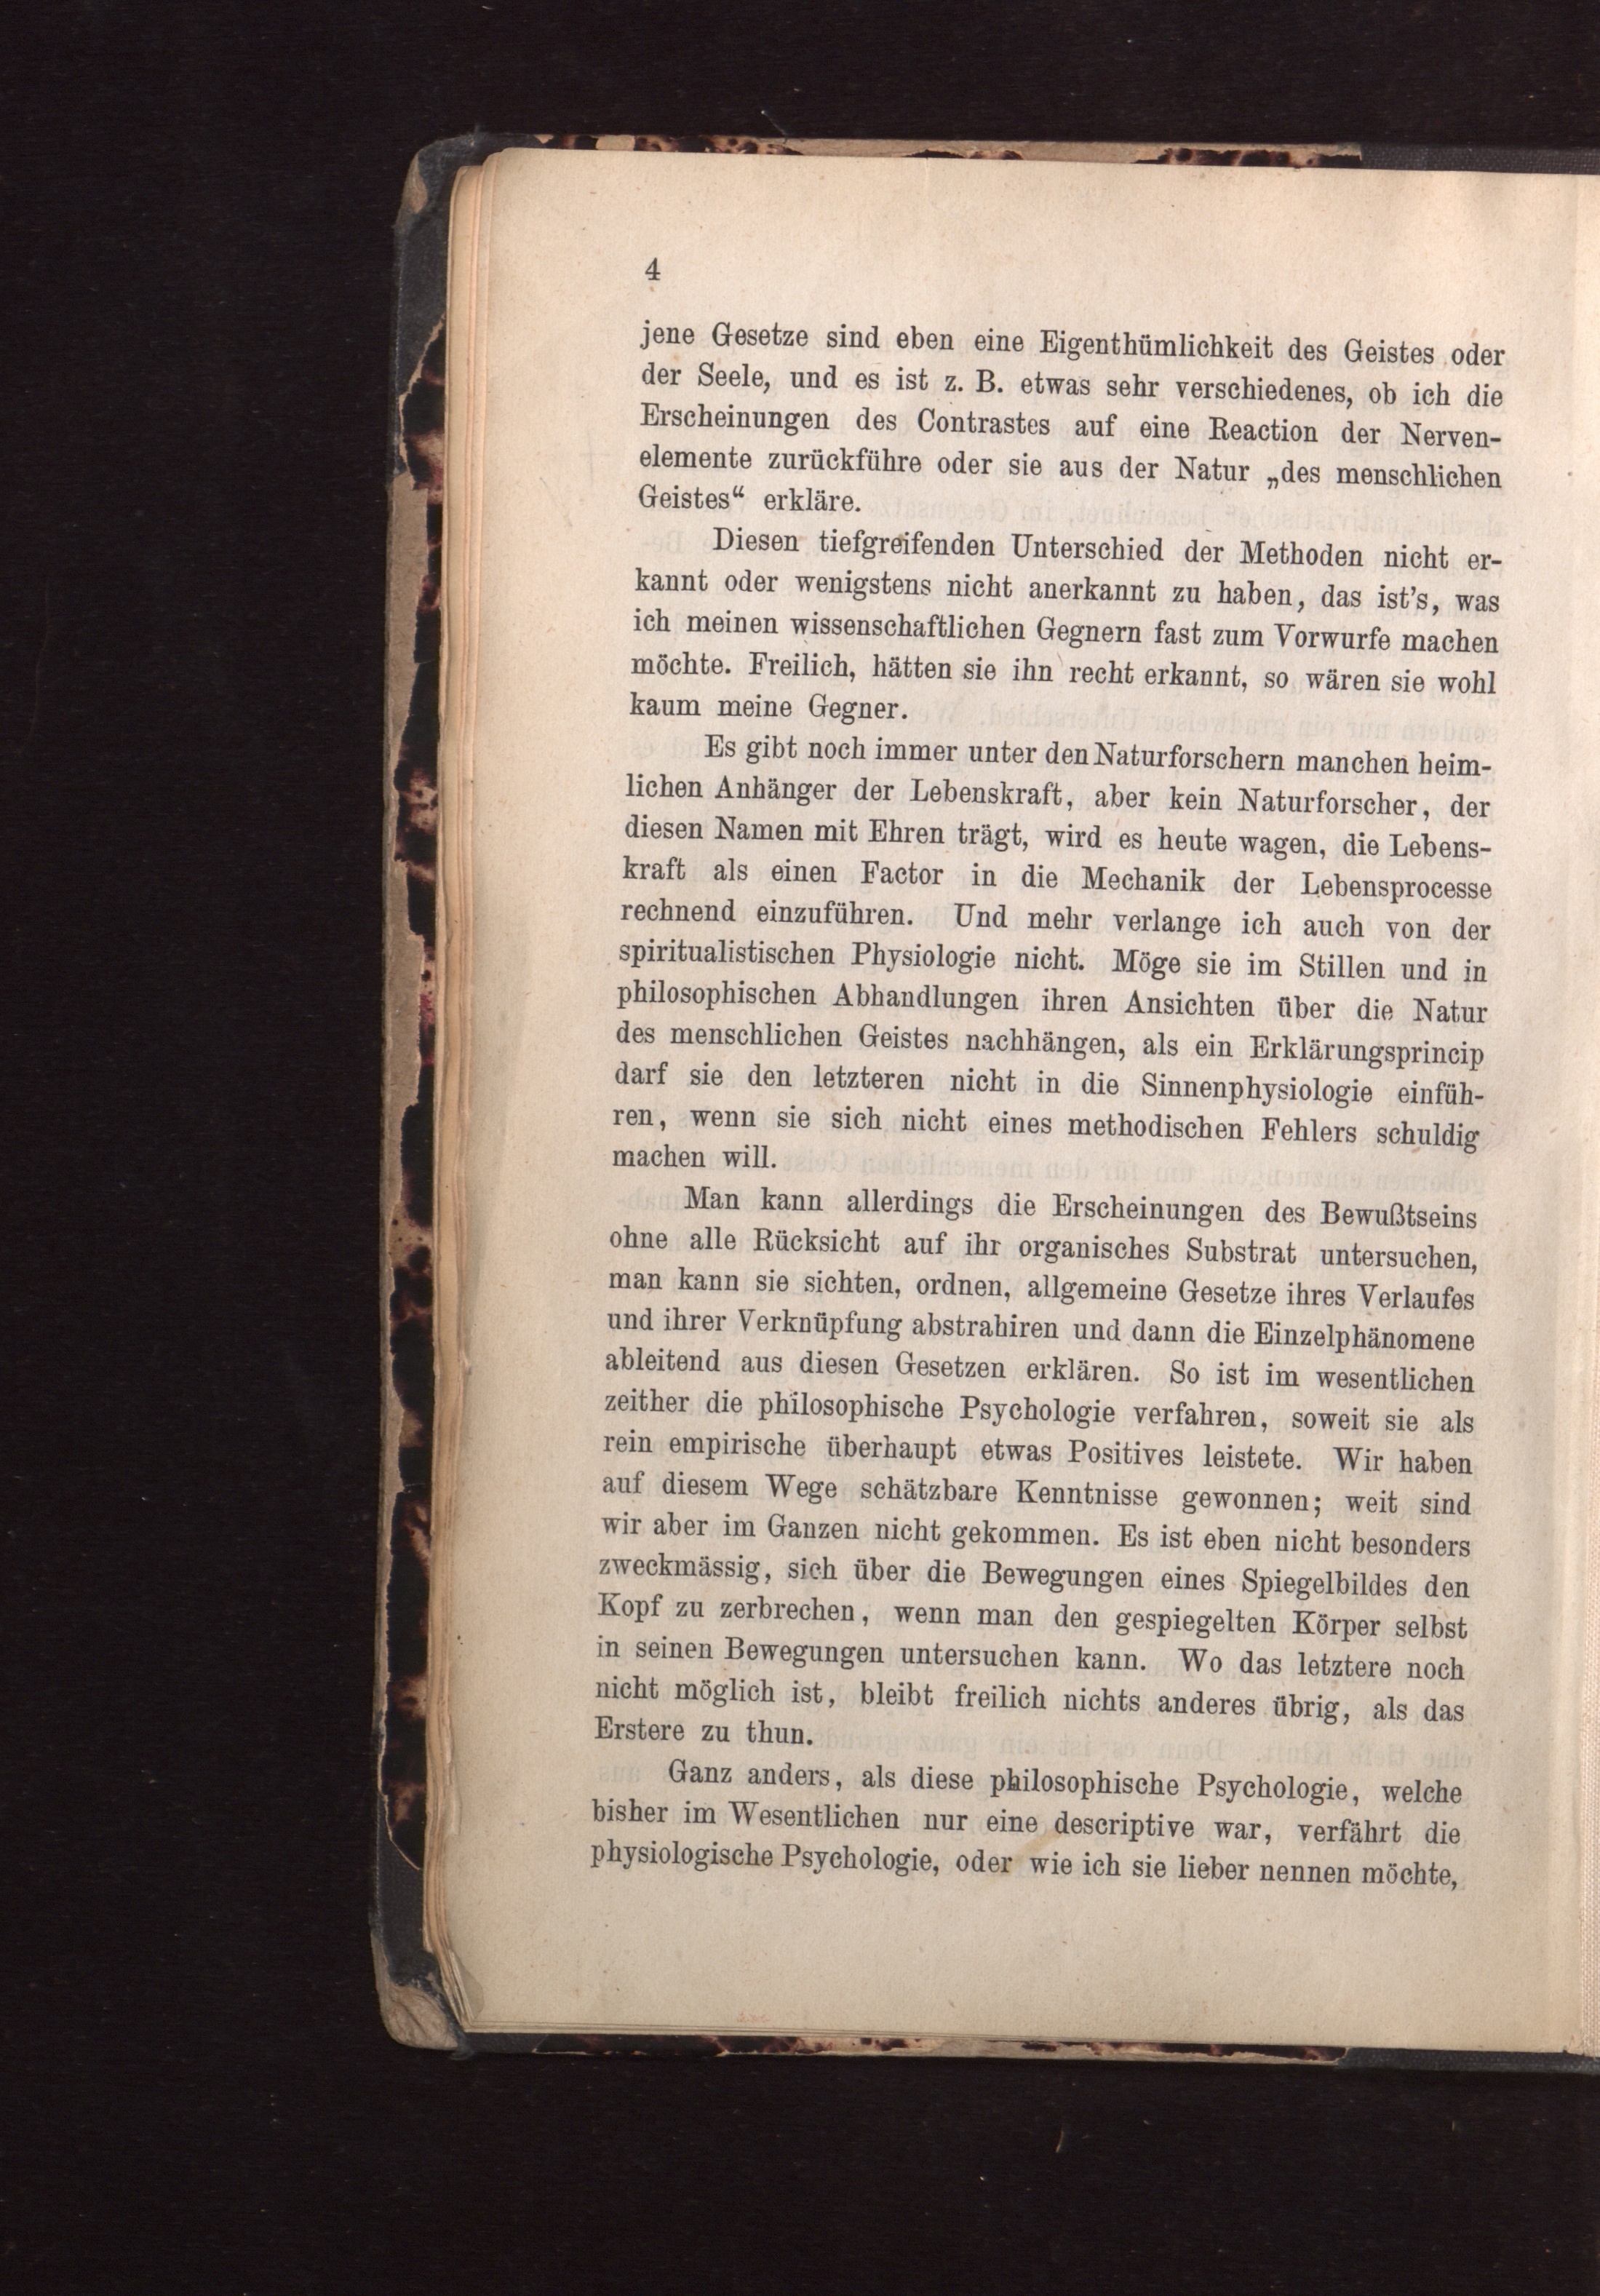 4
jene Gesetze sind eben eine Eigenthümlichkeit des Geistes oder
der Seele, und es ist z. B. etwas sehr verschiedenes, ob ich die
Erscheinungen des Contrastes auf eine Reaction der Nerven-
elemente zurückführe oder sie aus der Natur „des menschlichen
Geistes“ erkläre.
Diesen tiefgreifenden Unterschied der Methoden nicht er-
kannt oder wenigstens nicht anerkannt zu haben, das ist’s, was
ich meinen wissenschaftlichen Gegnern fast zum Vorwurfe machen
möchte. Freilich, hätten sie ihn recht erkannt, so wären sie wohl
kaum meine Gegner.
Es gibt noch immer unter den Naturforschern manchen heim-
lichen Anhänger der Lebenskraft, aber kein Naturforscher, der
diesen Namen mit Ehren trägt, wird es heute wagen, die Lebens-
kraft als einen Factor in die Mechanik der Lebensprocesse
rechnend einzuführen. Und mehr verlange ich auch von der
spiritualistischen Physiologie nicht. Möge sie im Stillen und in
philosophischen Abhandlungen ihren Ansichten über die Natur
des menschlichen Geistes nachhängen, als ein Erklärungsprincip
darf sie den letzteren nicht in die Sinnenphysiologie einfüh-
ren, wenn sie sich nicht eines methodischen Fehlers schuldig
machen will.
Man kann allerdings die Erscheinungen des Bewußtseins
ohne alle Rücksicht auf ihr organisches Substrat untersuchen,
man kann sie sichten, ordnen, allgemeine Gesetze ihres Verlaufes
und ihrer Verknüpfung abstrahiren und dann die Einzelphänomene
ableitend aus diesen Gesetzen erklären. So ist im wesentlichen
zeither die philosophische Psychologie verfahren, soweit sie als
rein empirische überhaupt etwas Positives leistete. Wir haben
auf diesem Wege schätzbare Kenntnisse gewonnen; weit sind
wir aber im Ganzen nicht gekommen. Es ist eben nicht besonders
zweckmässig, sich über die Bewegungen eines Spiegelbildes den
Kopf zu zerbrechen, wenn man den gespiegelten Körper selbst
in seinen Bewegungen untersuchen kann. Wo das letztere noch
nicht möglich ist, bleibt freilich nichts anderes übrig, als das
Erstere zu thun.
Ganz anders, als diese philosophische Psychologie, welche
bisher im Wesentlichen nur eine descriptive war, verfährt die
physiologische Psychologie, oder wie ich sie lieber nennen möchte,